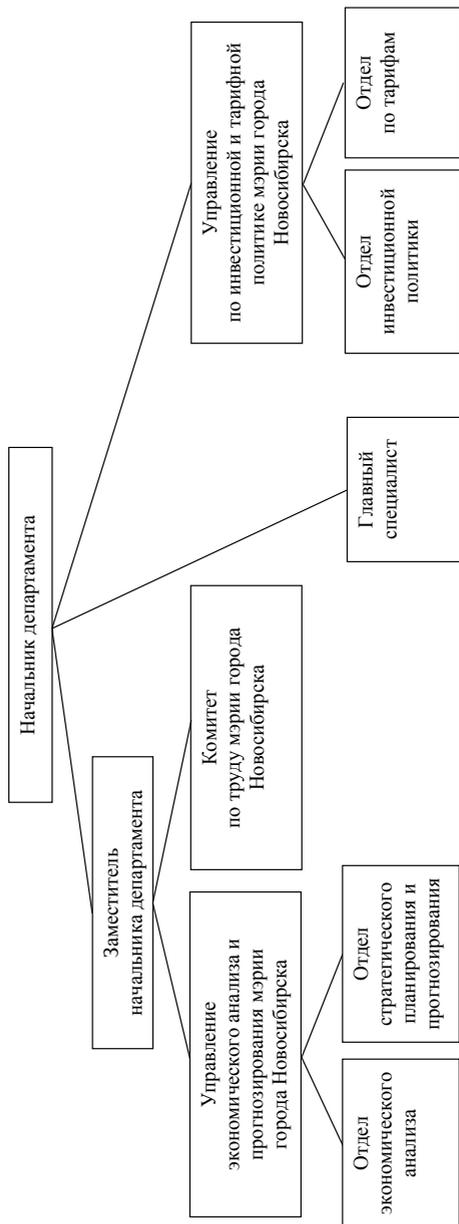 Начальник департамента
Заместитель
начальника департамента
Управление
экономического анализа и
прогнозирования мэрии
города Новосибирска
Комитет
по труду мэрии города
Новосибирска
Управление
по инвестиционной и тарифной
политике мэрии города
Новосибирска
Отдел
экономического
анализа
Отдел
стратегического
планирования и
прогнозирования
Главный
специалист
Отдел
инвестиционной
политики
Отдел
по тарифам